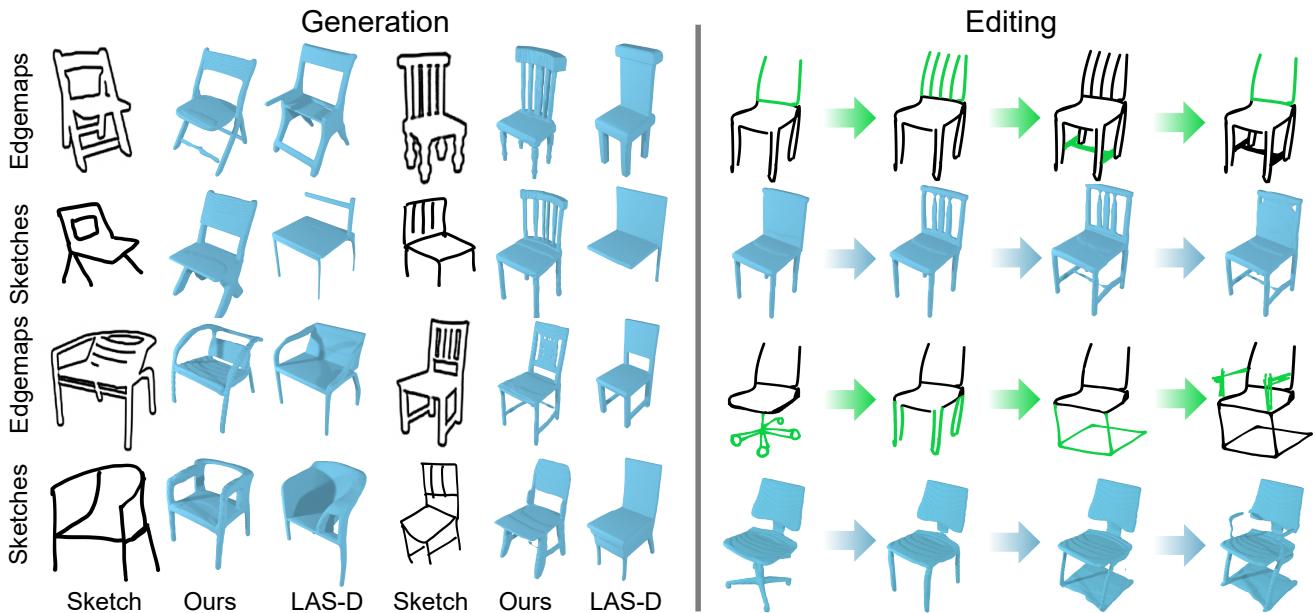 Generation
Editing
Edgemaps
Sketches
Edgemaps
Sketches
Sketch Ours LAS-D Sketch Ours LAS-D